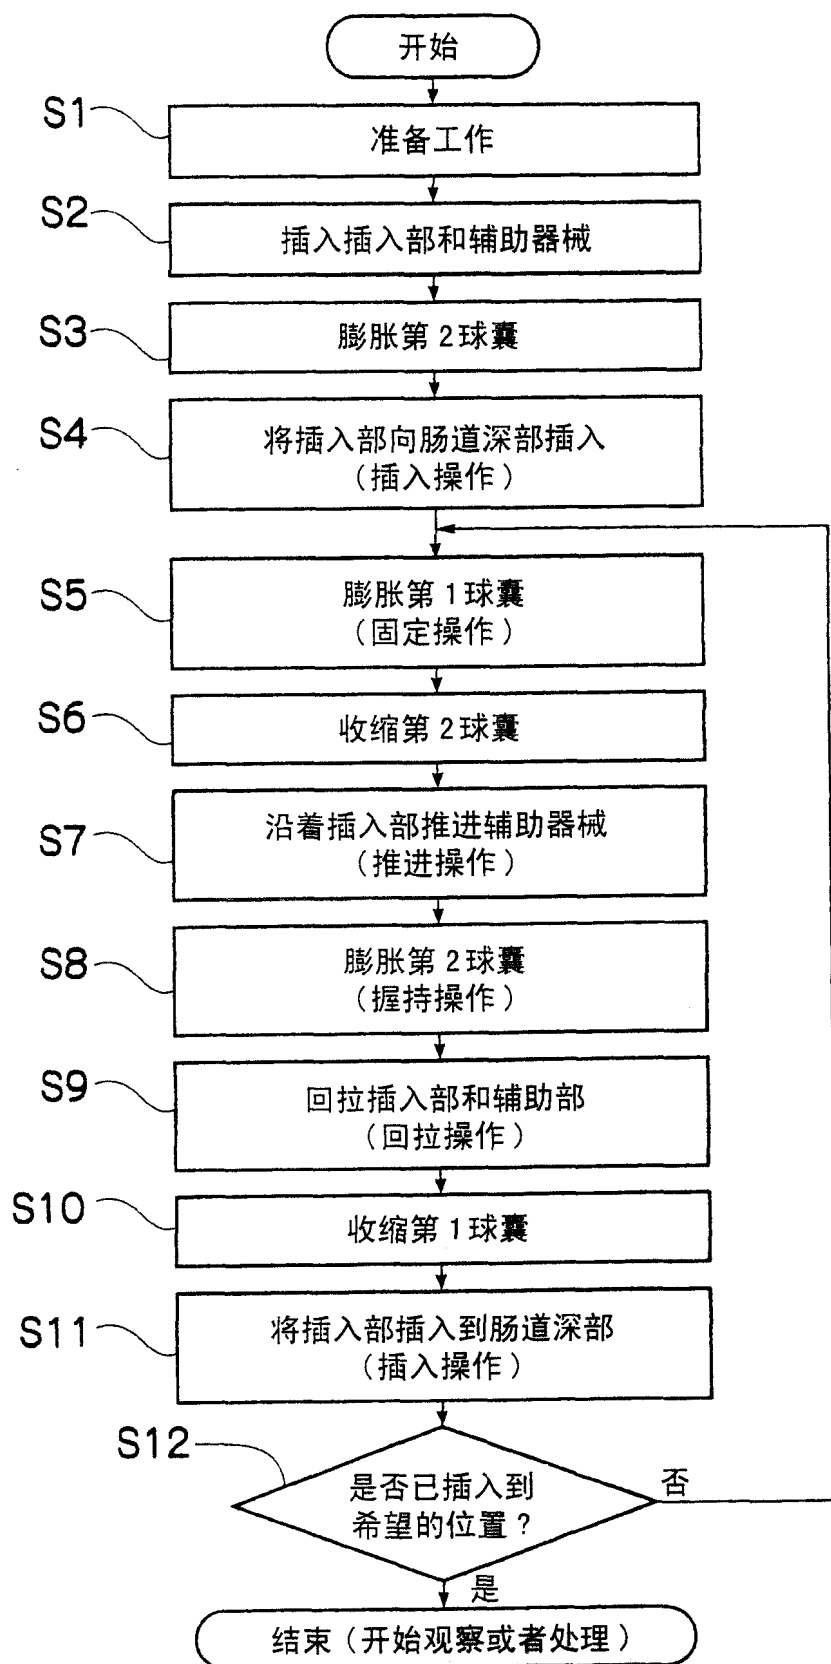 开始
S1
准备工作
S2
插入插入部和辅助器械
S3
膨胀第2球囊
S4
将插入部向肠道深部插入
(插入操作)
S5
膨胀第1球囊
(固定操作)
S6
收缩第2球囊
S7
沿着插入部推进辅助器械
(推进操作)
S8
膨胀第2球囊
(握持操作)
S9
回拉插入部和辅助部
(回拉操作)
S10
收缩第1球囊
S11
将插入部插入到肠道深部
(插入操作)
S12
是否已插入到
希望的位置?
否
是
结束(开始观察或者处理)